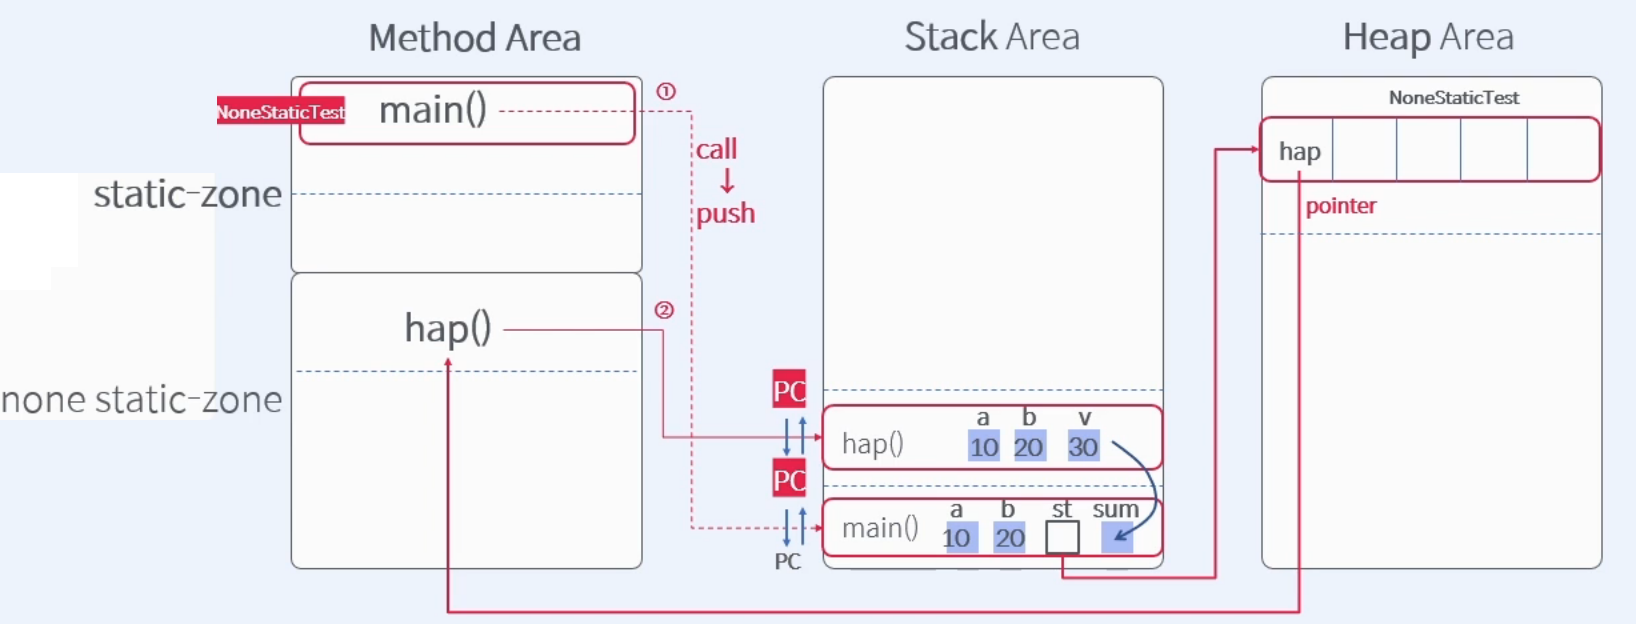 Method Area
Stack Area
Heap Area
NoneStaticTest
main()
①
call
push
static-zone
hap()
②
none static-zone
NoneStaticTest
hap
pointer
PC
a b v
hap() 10 20 30
PC
a b st sum
main() 10 20
PC